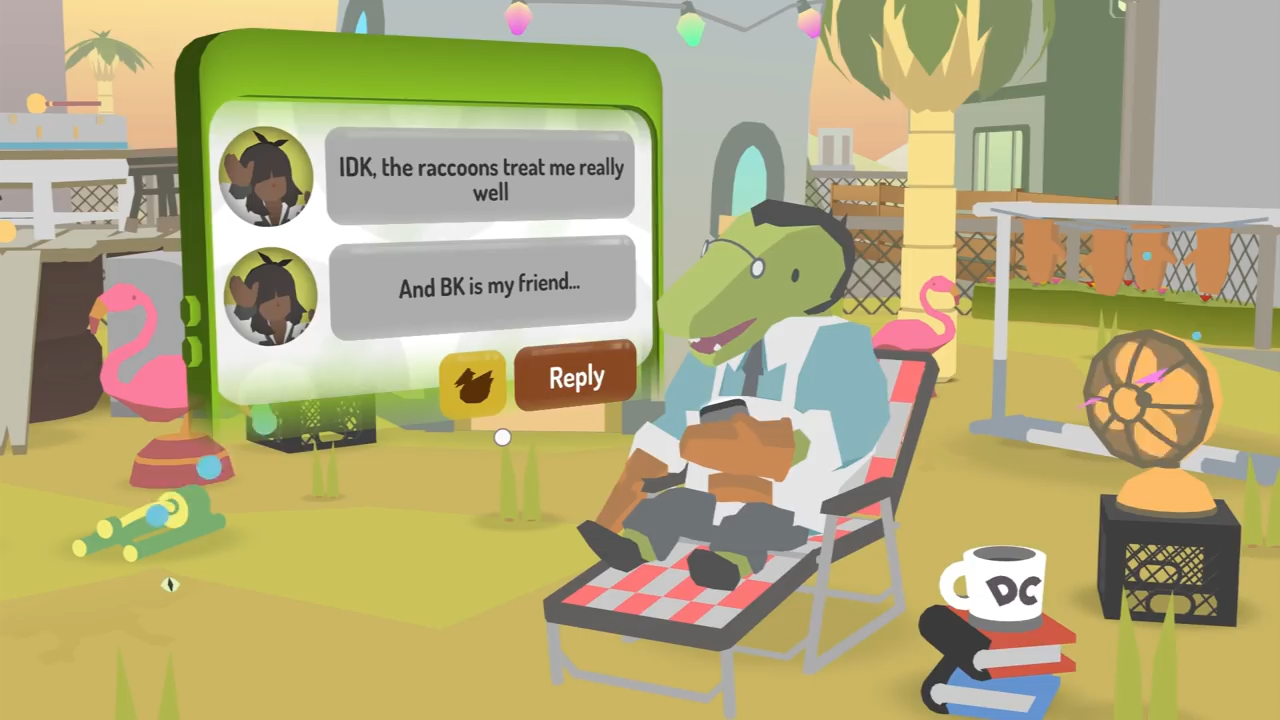 IDK, the raccoons treat me really
well
And BK is my friend...
Reply
DC